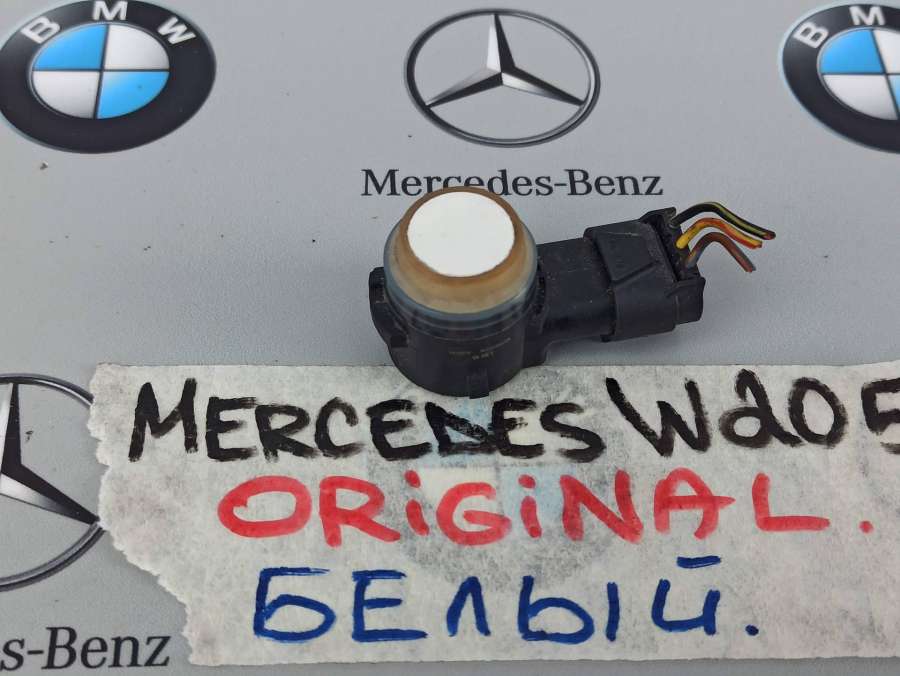 BMW
BMW
Mercedes-Benz
MERCEDES W205
ORIGINAL.
БЕЛЫЙ.
s-Benz